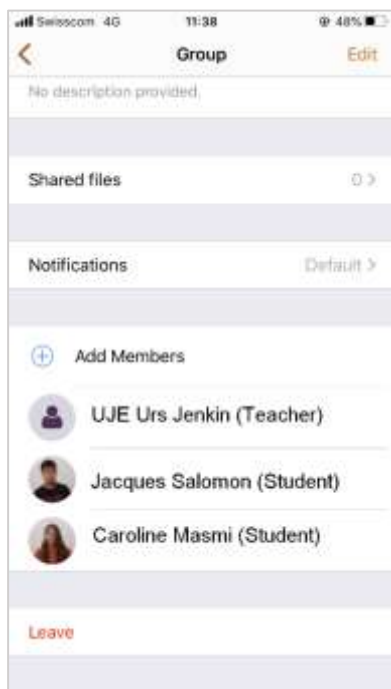 Swisscom 4G 11:38 48%
Group Edit
No description provided.
Shared files 0
Notifications Default
Add Members
UJE Urs Jenkin (Teacher)
Jacques Salomon (Student)
Caroline Masmi (Student)
Leave